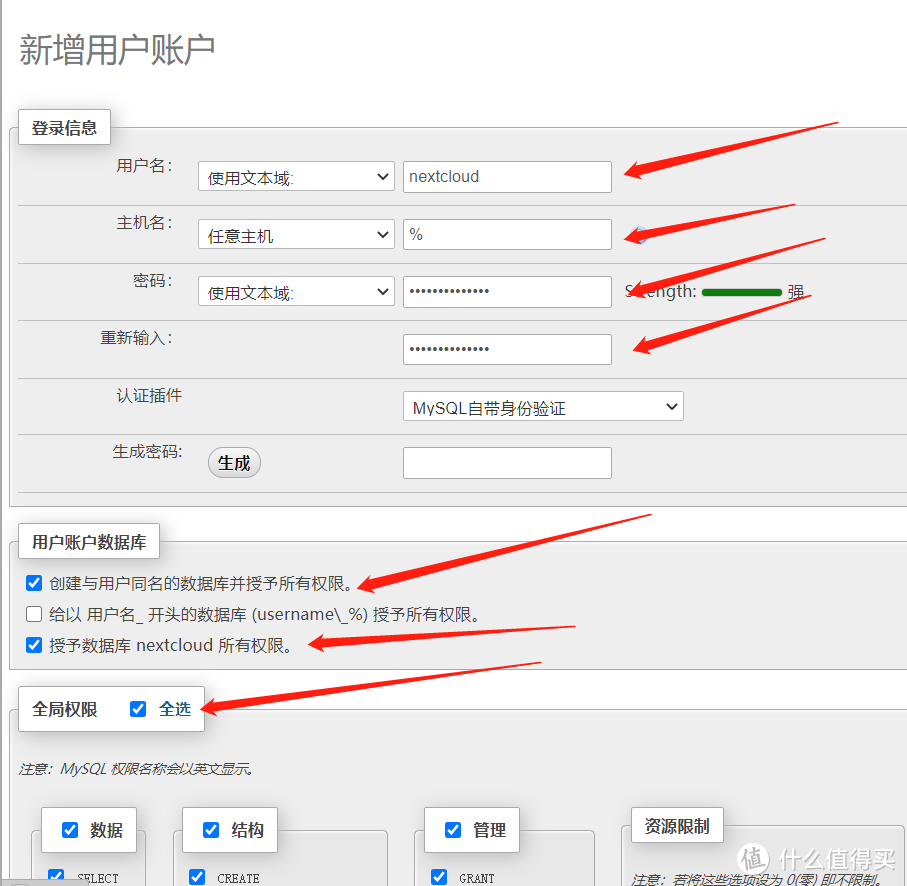 新增用户账户
登录信息
用户名： 使用文本域: nextcloud
主机名： 任意主机 %
密码： 使用文本域: •••••••••••••• Strength: 强
重新输入： ••••••••••••••
认证插件 MySQL自带身份验证
生成密码: 生成
用户账户数据库
创建与用户同名的数据库并授予所有权限。
给以 用户名_ 开头的数据库 (username\_%) 授予所有权限。
授予数据库 nextcloud 所有权限。
全局权限 全选
注意：MySQL 权限名称会以英文显示。
数据 结构 管理 资源限制
SELECT CREATE GRANT 注意：若将这些选项设为 0(零) 即不限制。
值 什么值得买